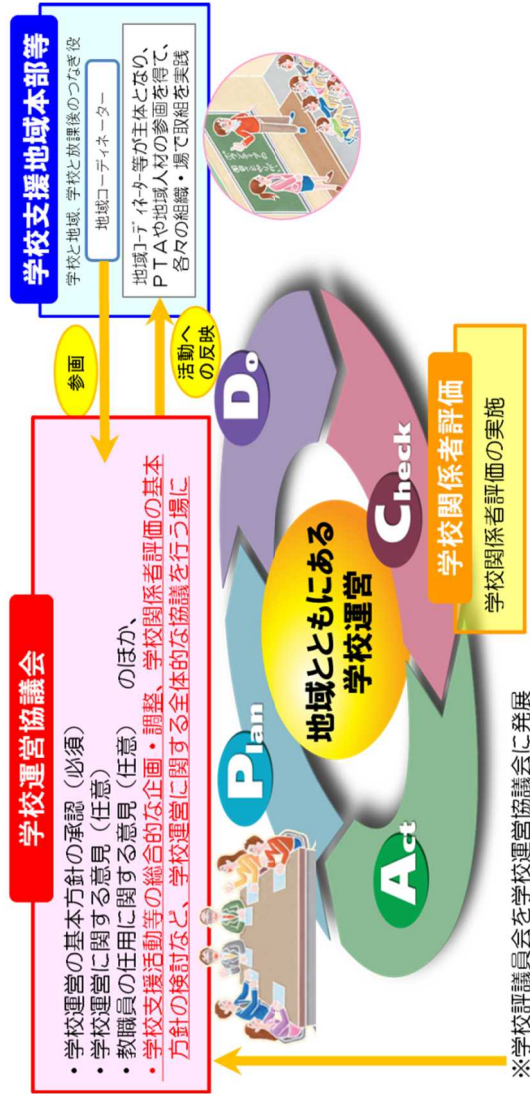 学校運営協議会
・学校運営の基本方針の承認（必須）
・学校運営に関する意見（任意）
・教職員の任用に関する意見（任意）　のほか、
・学校支援活動等の総合的な企画・調整、学校関係者評価の基本
方針の検討など、学校運営に関する全体的な協議を行う場に
参画
活動へ
の反映
学校支援地域本部等
学校と地域、学校と放課後のつなぎ役
地域コーディネーター
地域コーディネーター等が主体となり、
ＰＴＡや地域人材の参画を得て、
各々の組織・場で取組を実践
Plan
Do
Check
Act
地域とともにある
学校運営
学校関係者評価
学校関係者評価の実施
※学校評議員会を学校運営協議会に発展